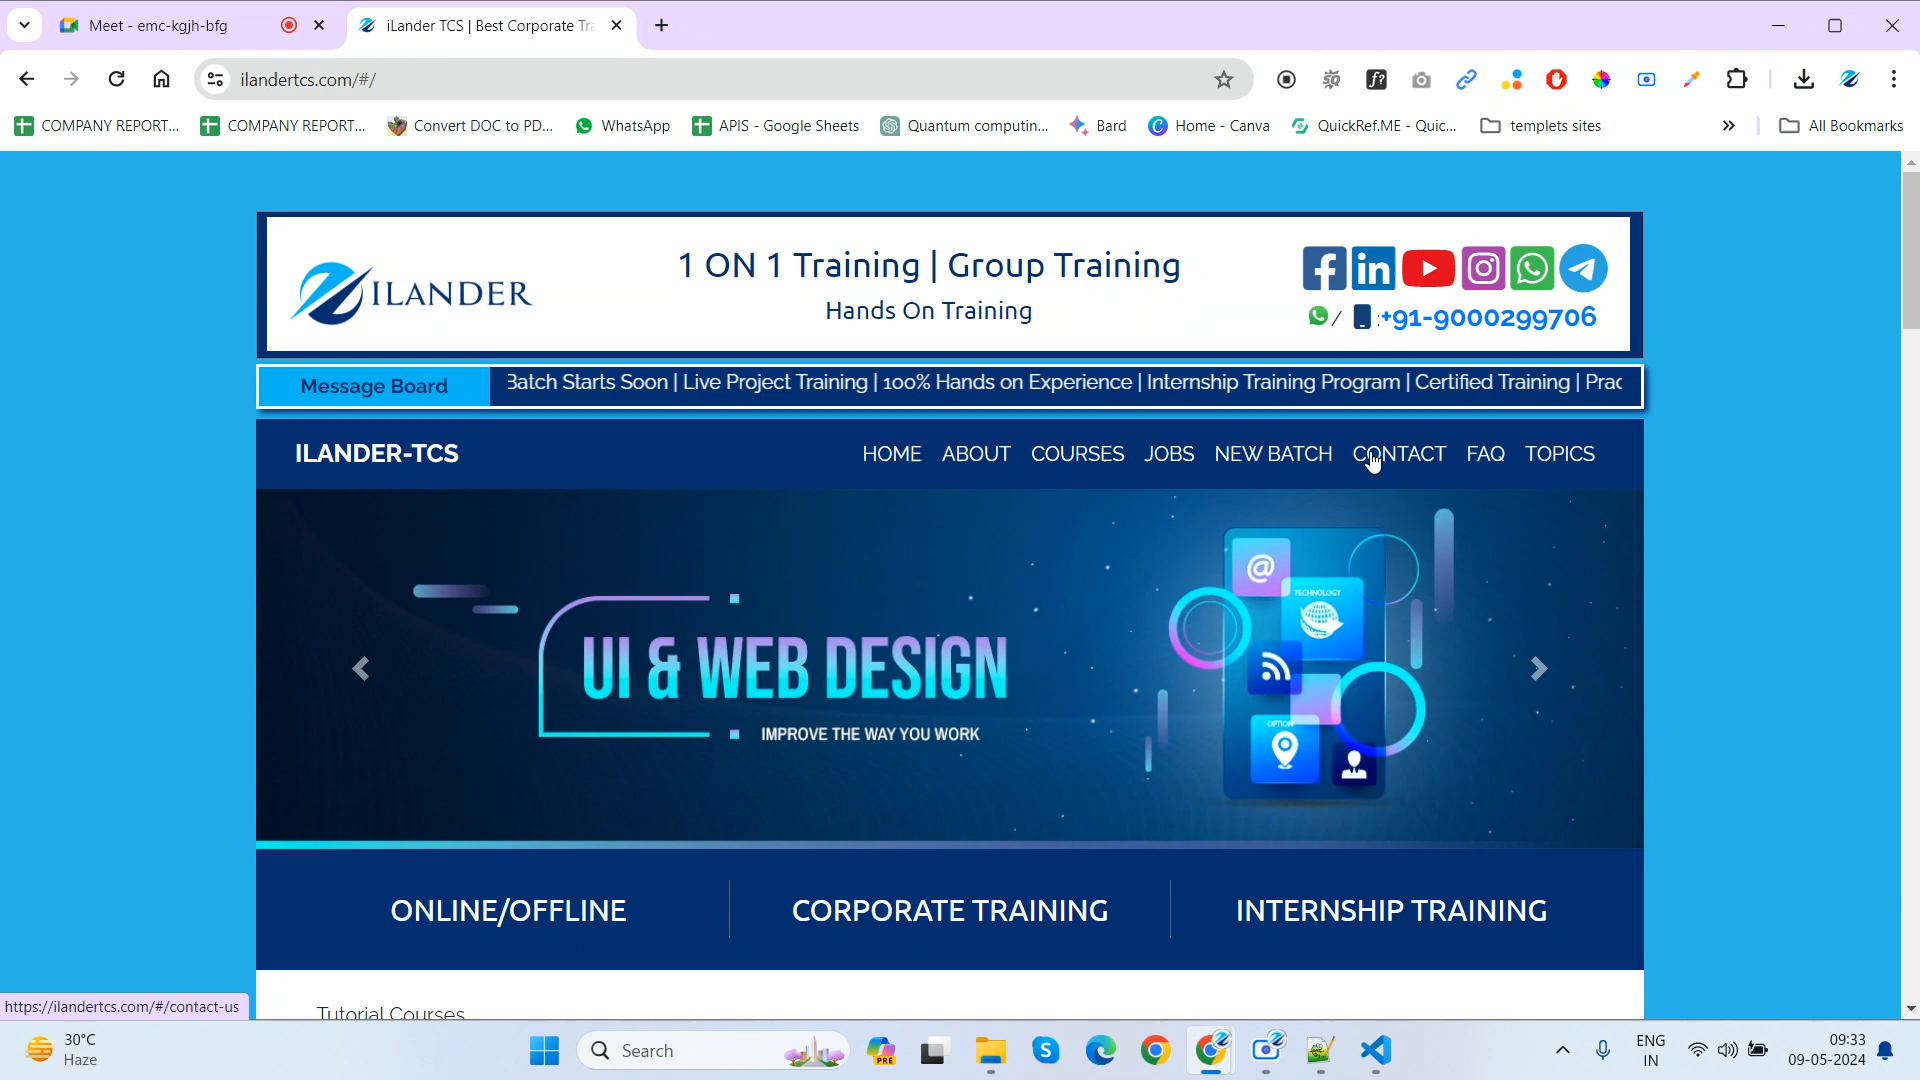 Meet - emc-kgjh-bfg
iLander TCS | Best Corporate Tra
ilandertcs.com/#/
COMPANY REPORT...
COMPANY REPORT...
Convert DOC to PD...
WhatsApp
APIS - Google Sheets
Quantum computin...
Bard
Home - Canva
QuickRef.ME - Quic...
templets sites
All Bookmarks
ILANDER
1 ON 1 Training | Group Training
Hands On Training
/ :+91-9000299706
Message Board
Batch Starts Soon | Live Project Training | 100% Hands on Experience | Internship Training Program | Certified Training | Prac
ILANDER-TCS
HOME ABOUT COURSES JOBS NEW BATCH CONTACT FAQ TOPICS
UI & WEB DESIGN
IMPROVE THE WAY YOU WORK
@
TECHNOLOGY
OPTION
ONLINE/OFFLINE
CORPORATE TRAINING
INTERNSHIP TRAINING
Tutorial Courses
https://ilandertcs.com/#/contact-us
30°C
Haze
Search
PRE
ENG
IN
09:33
09-05-2024